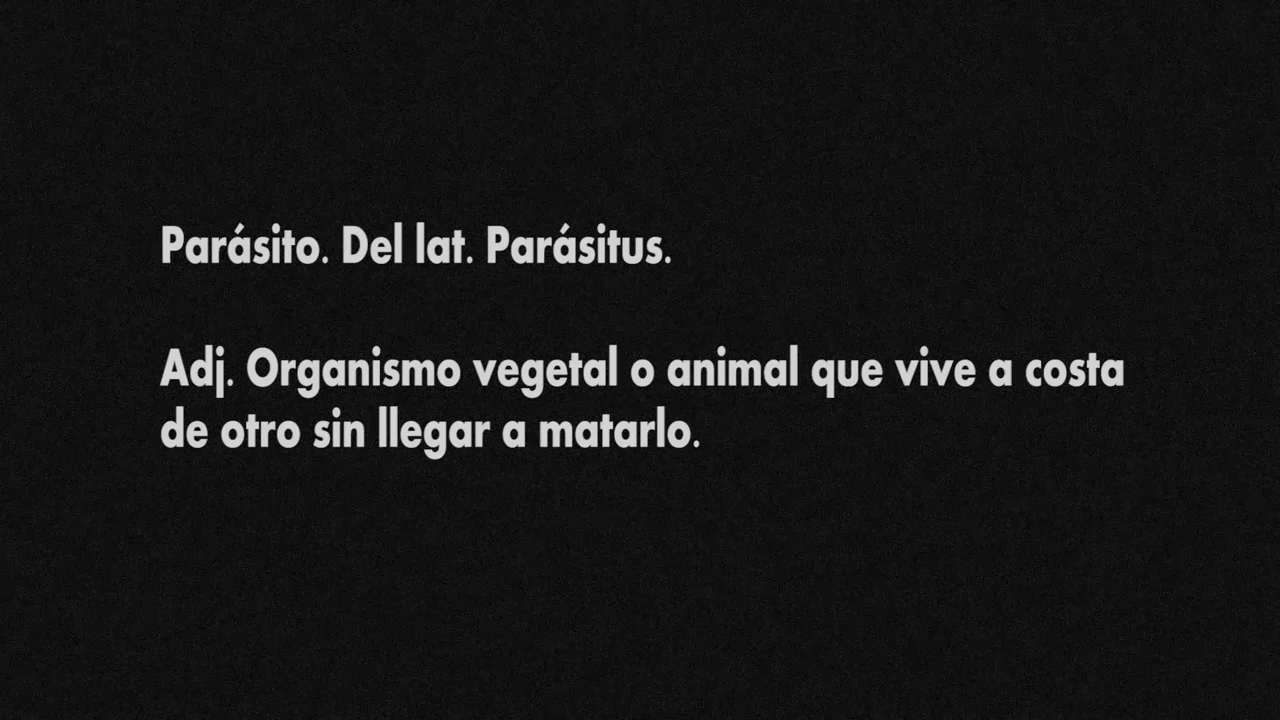 Parásito. Del lat. Parásitus.
Adj. Organismo vegetal o animal que vive a costa
de otro sin llegar a matarlo.